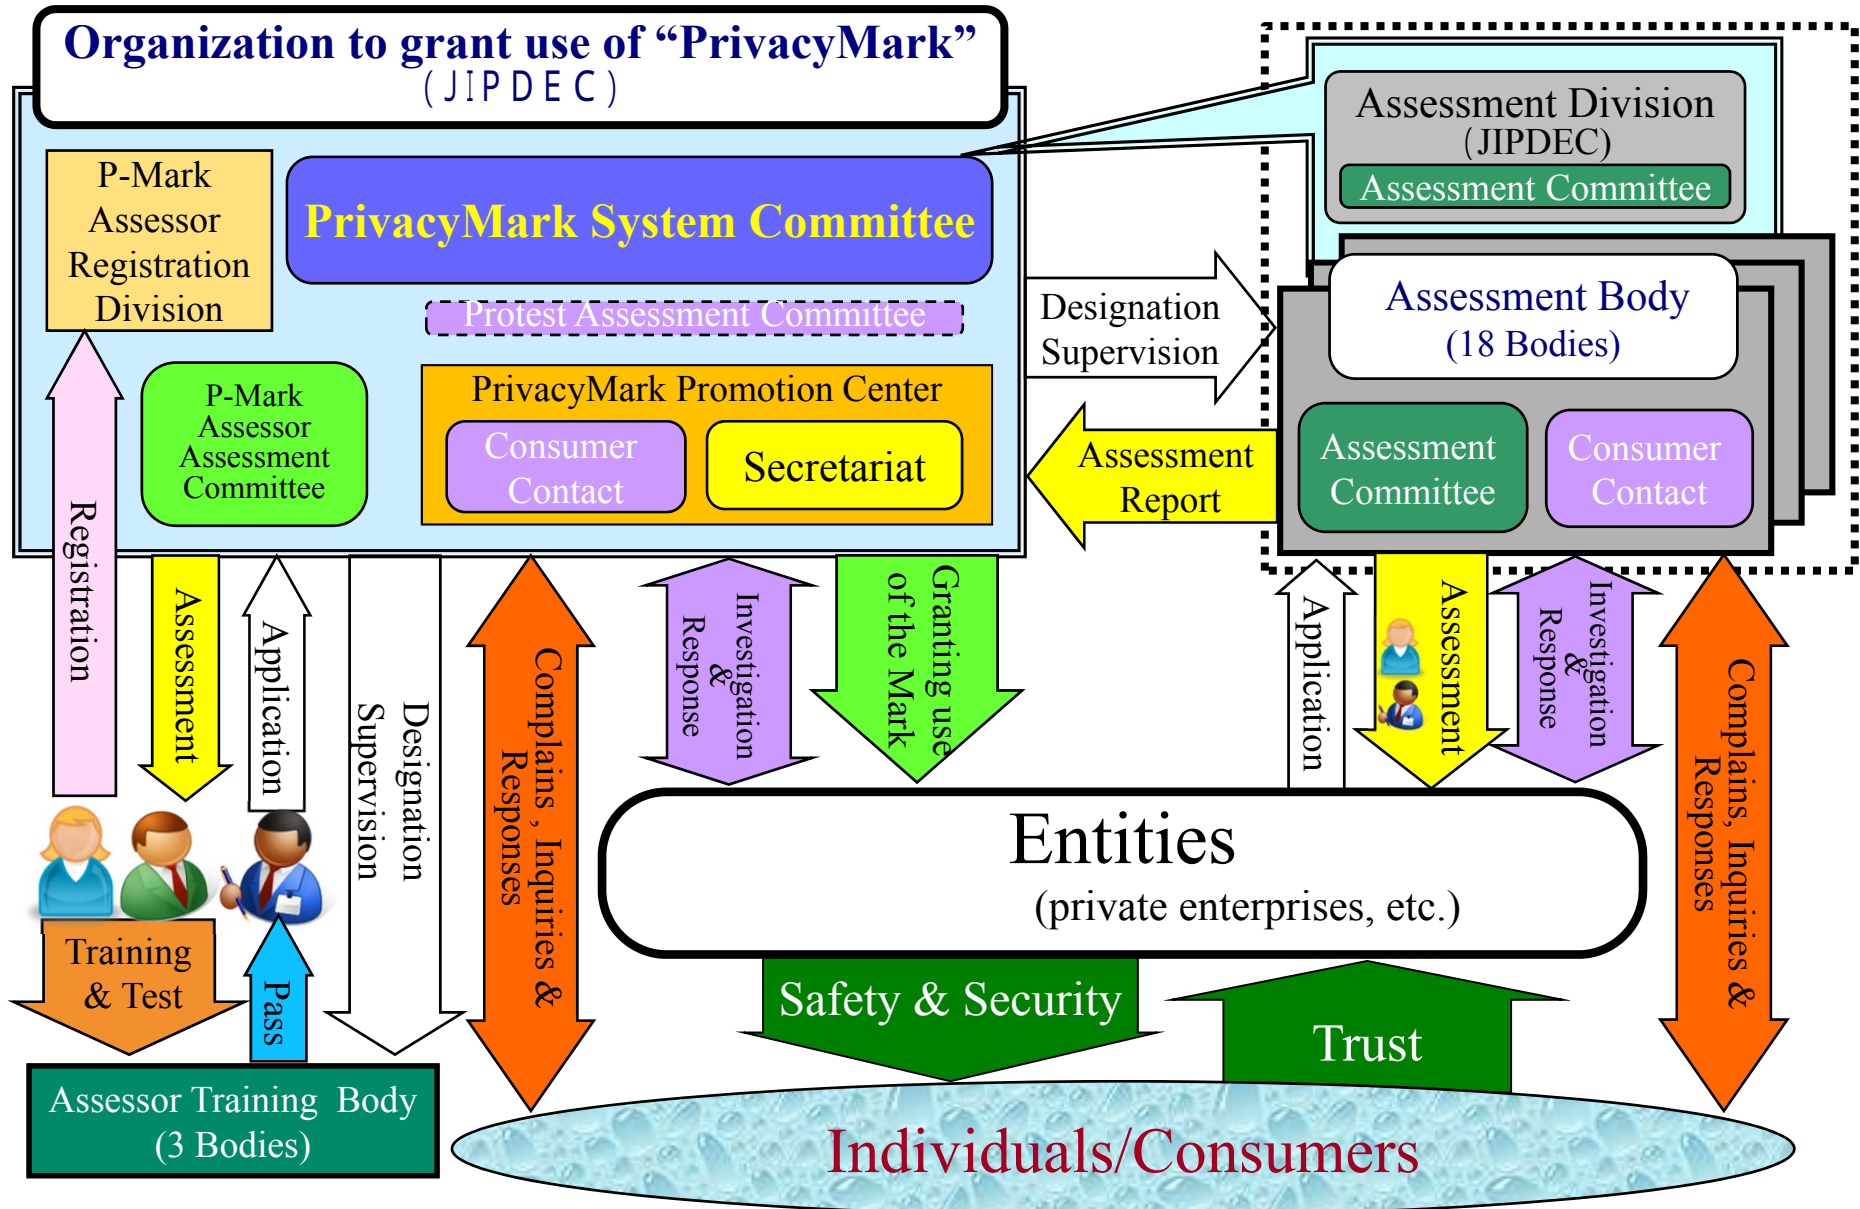 Organization to grant use of “PrivacyMark”
(JIPDEC)
P-Mark
Assessor
Registration
Division
PrivacyMark System Committee
Protest Assessment Committee
P-Mark
Assessor
Assessment
Committee
PrivacyMark Promotion Center
Consumer
Contact
Secretariat
Designation
Supervision
Assessment
Report
Assessment Division
(JIPDEC)
Assessment Committee
Assessment Body
(18 Bodies)
Assessment
Committee
Consumer
Contact
Registration
Assessment
Application
Designation
Supervision
Complains , Inquiries &
Responses
Investigation
&
Response
Granting use
of the Mark
Application
Assessment
Investigation
&
Response
Complains, Inquiries &
Responses
Training
& Test
Pass
Assessor Training Body
(3 Bodies)
Entities
(private enterprises, etc.)
Safety & Security
Trust
Individuals/Consumers